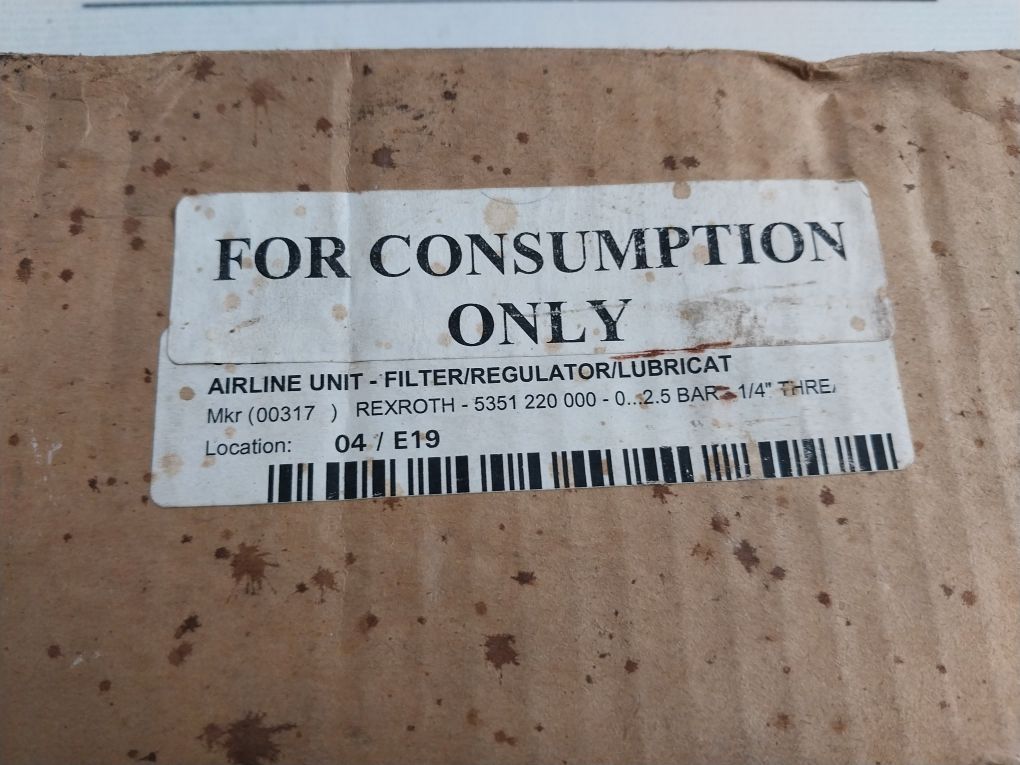 FOR CONSUMPTION
ONLY
AIRLINE UNIT - FILTER/REGULATOR/LUBRICAT
Mkr (00317 ) REXROTH - 5351 220 000 - 0...2.5 BAR - 1/4" THREA
Location: 04 / E19